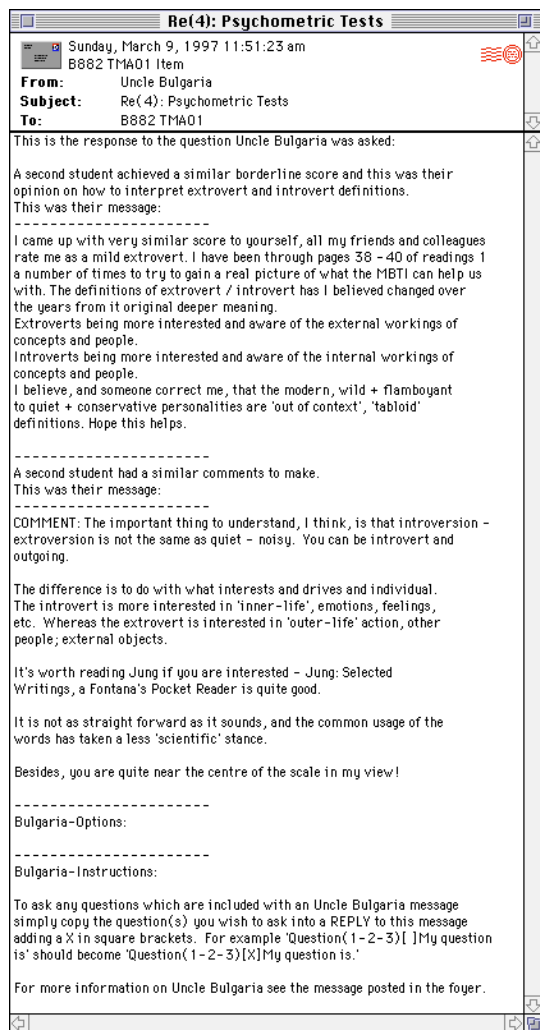 Re(4): Psychometric Tests
Sunday, March 9, 1997 11:51:23 am
B882 TMA01 Item
From: Uncle Bulgaria
Subject: Re(4): Psychometric Tests
To: B882 TMA01
This is the response to the question Uncle Bulgaria was asked:
A second student achieved a similar borderline score and this was their
opinion on how to interpret extrovert and introvert definitions.
This was their message:
----------------------
I came up with very similar score to yourself, all my friends and colleagues
rate me as a mild extrovert. I have been through pages 38 - 40 of readings 1
a number of times to try to gain a real picture of what the MBTI can help us
with. The definitions of extrovert / introvert has I believed changed over
the years from it original deeper meaning.
Extroverts being more interested and aware of the external workings of
concepts and people.
Introverts being more interested and aware of the internal workings of
concepts and people.
I believe, and someone correct me, that the modern, wild + flamboyant
to quiet + conservative personalities are 'out of context', 'tabloid'
definitions. Hope this helps.
----------------------
A second student had a similar comments to make.
This was their message:
----------------------
COMMENT: The important thing to understand, I think, is that introversion -
extroversion is not the same as quiet - noisy. You can be introvert and
outgoing.
The difference is to do with what interests and drives and individual.
The introvert is more interested in 'inner-life', emotions, feelings,
etc. Whereas the extrovert is interested in 'outer-life' action, other
people; external objects.
It's worth reading Jung if you are interested - Jung: Selected
Writings, a Fontana's Pocket Reader is quite good.
It is not as straight forward as it sounds, and the common usage of the
words has taken a less 'scientific' stance.
Besides, you are quite near the centre of the scale in my view!
----------------------
Bulgaria-Options:
----------------------
Bulgaria-Instructions:
To ask any questions which are included with an Uncle Bulgaria message
simply copy the question(s) you wish to ask into a REPLY to this message
adding a X in square brackets. For example 'Question(1-2-3)[ ]My question
is' should become 'Question(1-2-3)[X]My question is.'
For more information on Uncle Bulgaria see the message posted in the foyer.